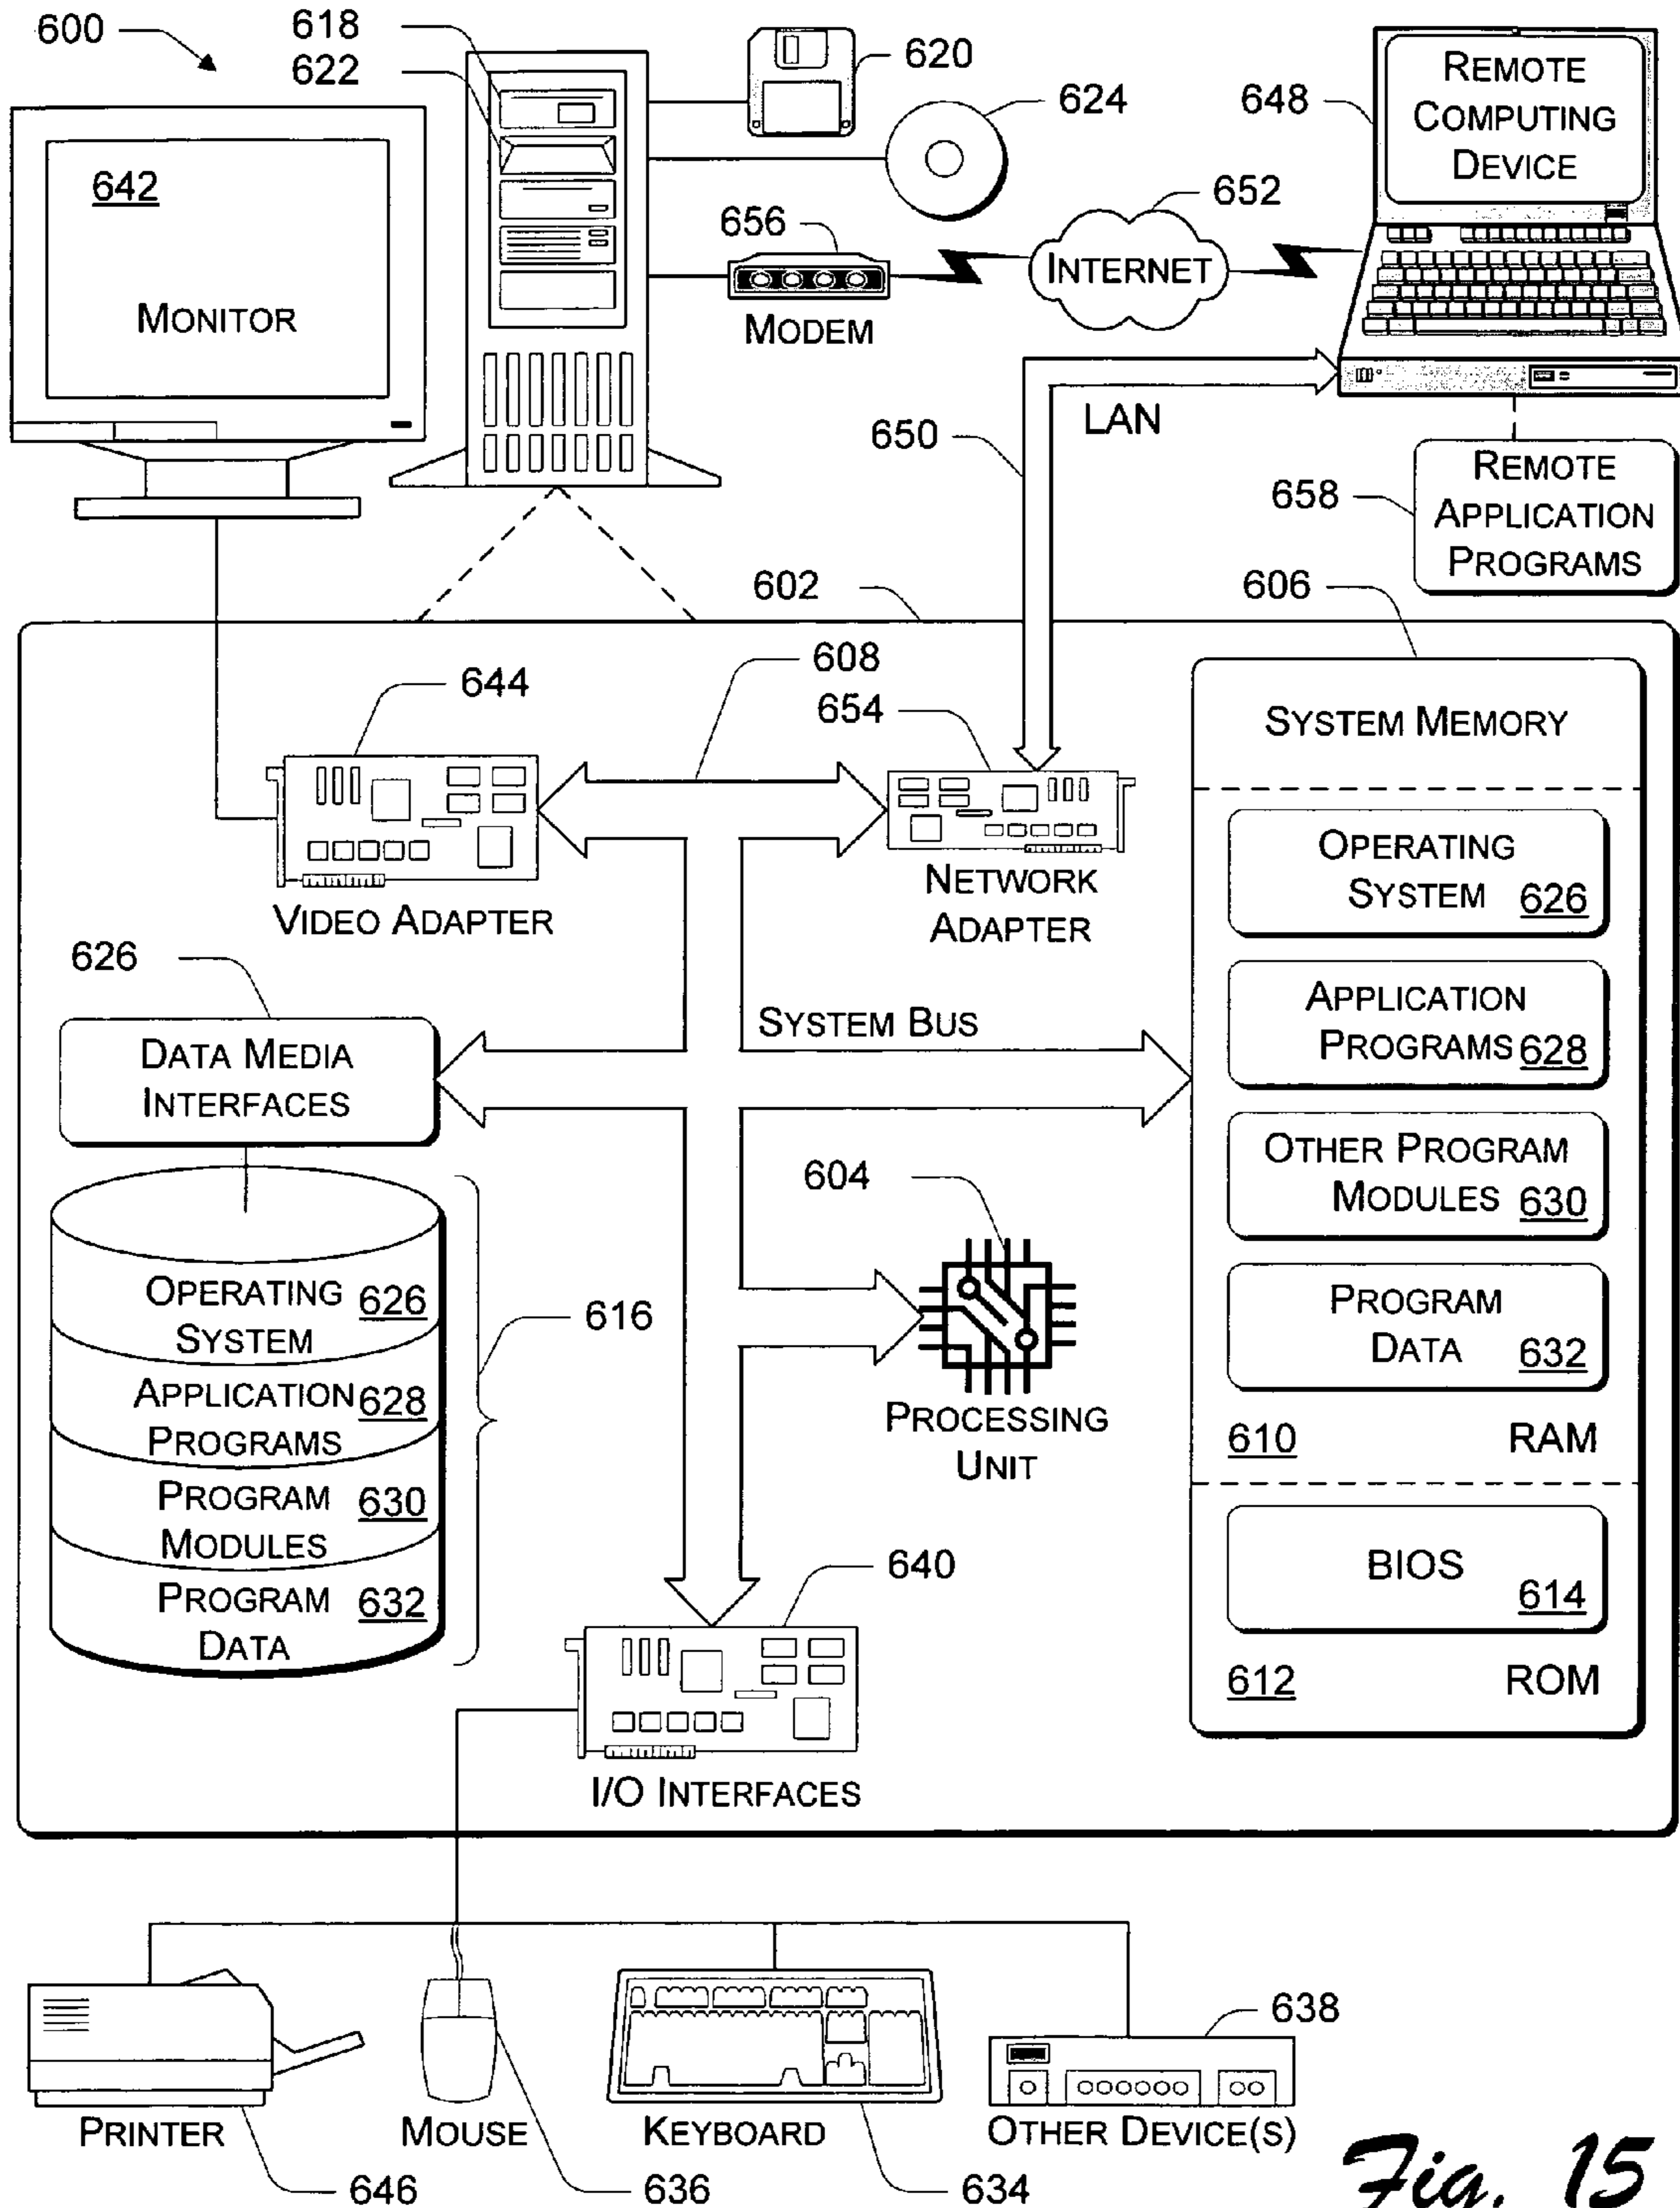 600
618
622
620
624
648
REMOTE
COMPUTING
DEVICE
642
MONITOR
656
MODEM
652
INTERNET
650
LAN
658
REMOTE
APPLICATION
PROGRAMS
602
606
608
644
654
VIDEO ADAPTER
NETWORK
ADAPTER
SYSTEM MEMORY
OPERATING
SYSTEM 626
APPLICATION
PROGRAMS 628
OTHER PROGRAM
MODULES 630
PROGRAM
DATA 632
610 RAM
BIOS
614
612 ROM
626
DATA MEDIA
INTERFACES
SYSTEM BUS
604
PROCESSING
UNIT
OPERATING 626
SYSTEM
APPLICATION 628
PROGRAMS
PROGRAM 630
MODULES
PROGRAM 632
DATA
616
640
I/O INTERFACES
638
PRINTER
MOUSE
KEYBOARD
OTHER DEVICE(S)
646
636
634
Fig. 15